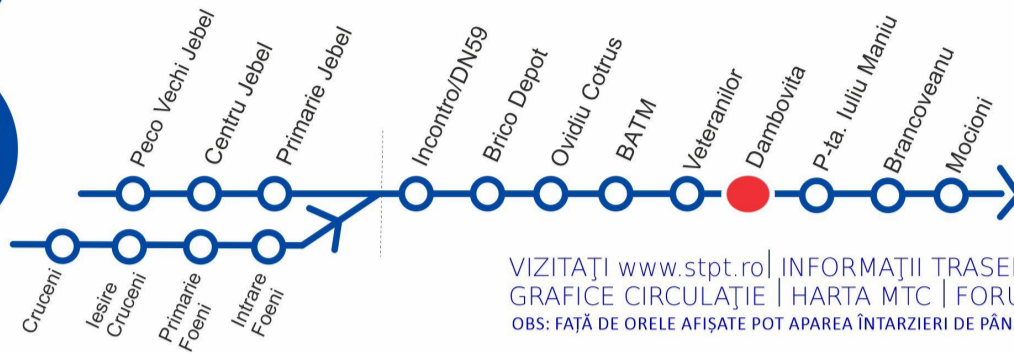 Peco Vechi Jebel
Centru Jebel
Primarie Jebel
Incontro/DN59
Brico Depot
Ovidiu Cotrus
BATM
Veteranilor
Dambovita
P-ta. Iuliu Maniu
Brancoveanu
Mocioni
Cruceni
Iesire
Cruceni
Primarie
Foeni
Intrare
Foeni
VIZITAŢI www.stpt.ro| INFORMAŢII TRASE
GRAFICE CIRCULAŢIE | HARTA MTC | FORU
OBS: FAŢĂ DE ORELE AFIŞATE POT APAREA ÎNTARZIERI DE PÂN